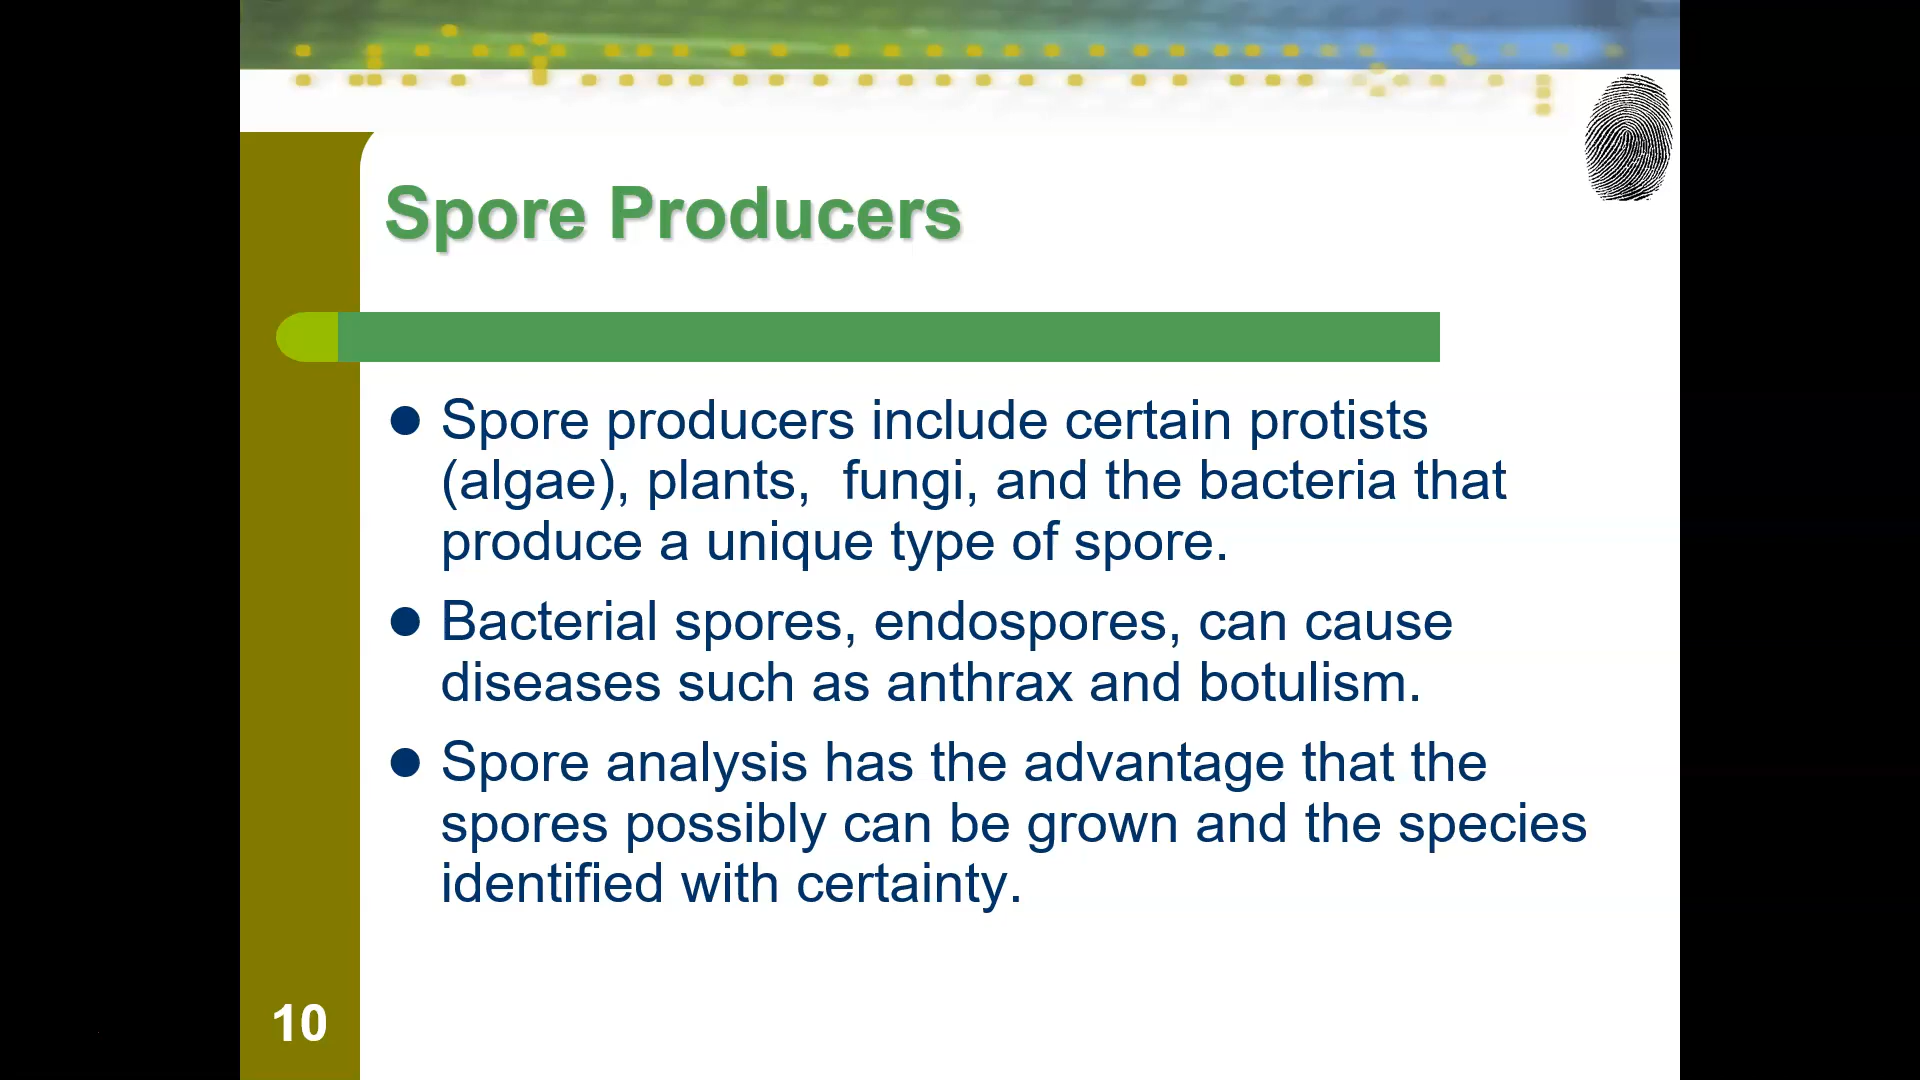 Spore Producers
Spore producers include certain protists
(algae), plants,  fungi, and the bacteria that
produce a unique type of spore.
Bacterial spores, endospores, can cause
diseases such as anthrax and botulism.
Spore analysis has the advantage that the
spores possibly can be grown and the species
identified with certainty.
10